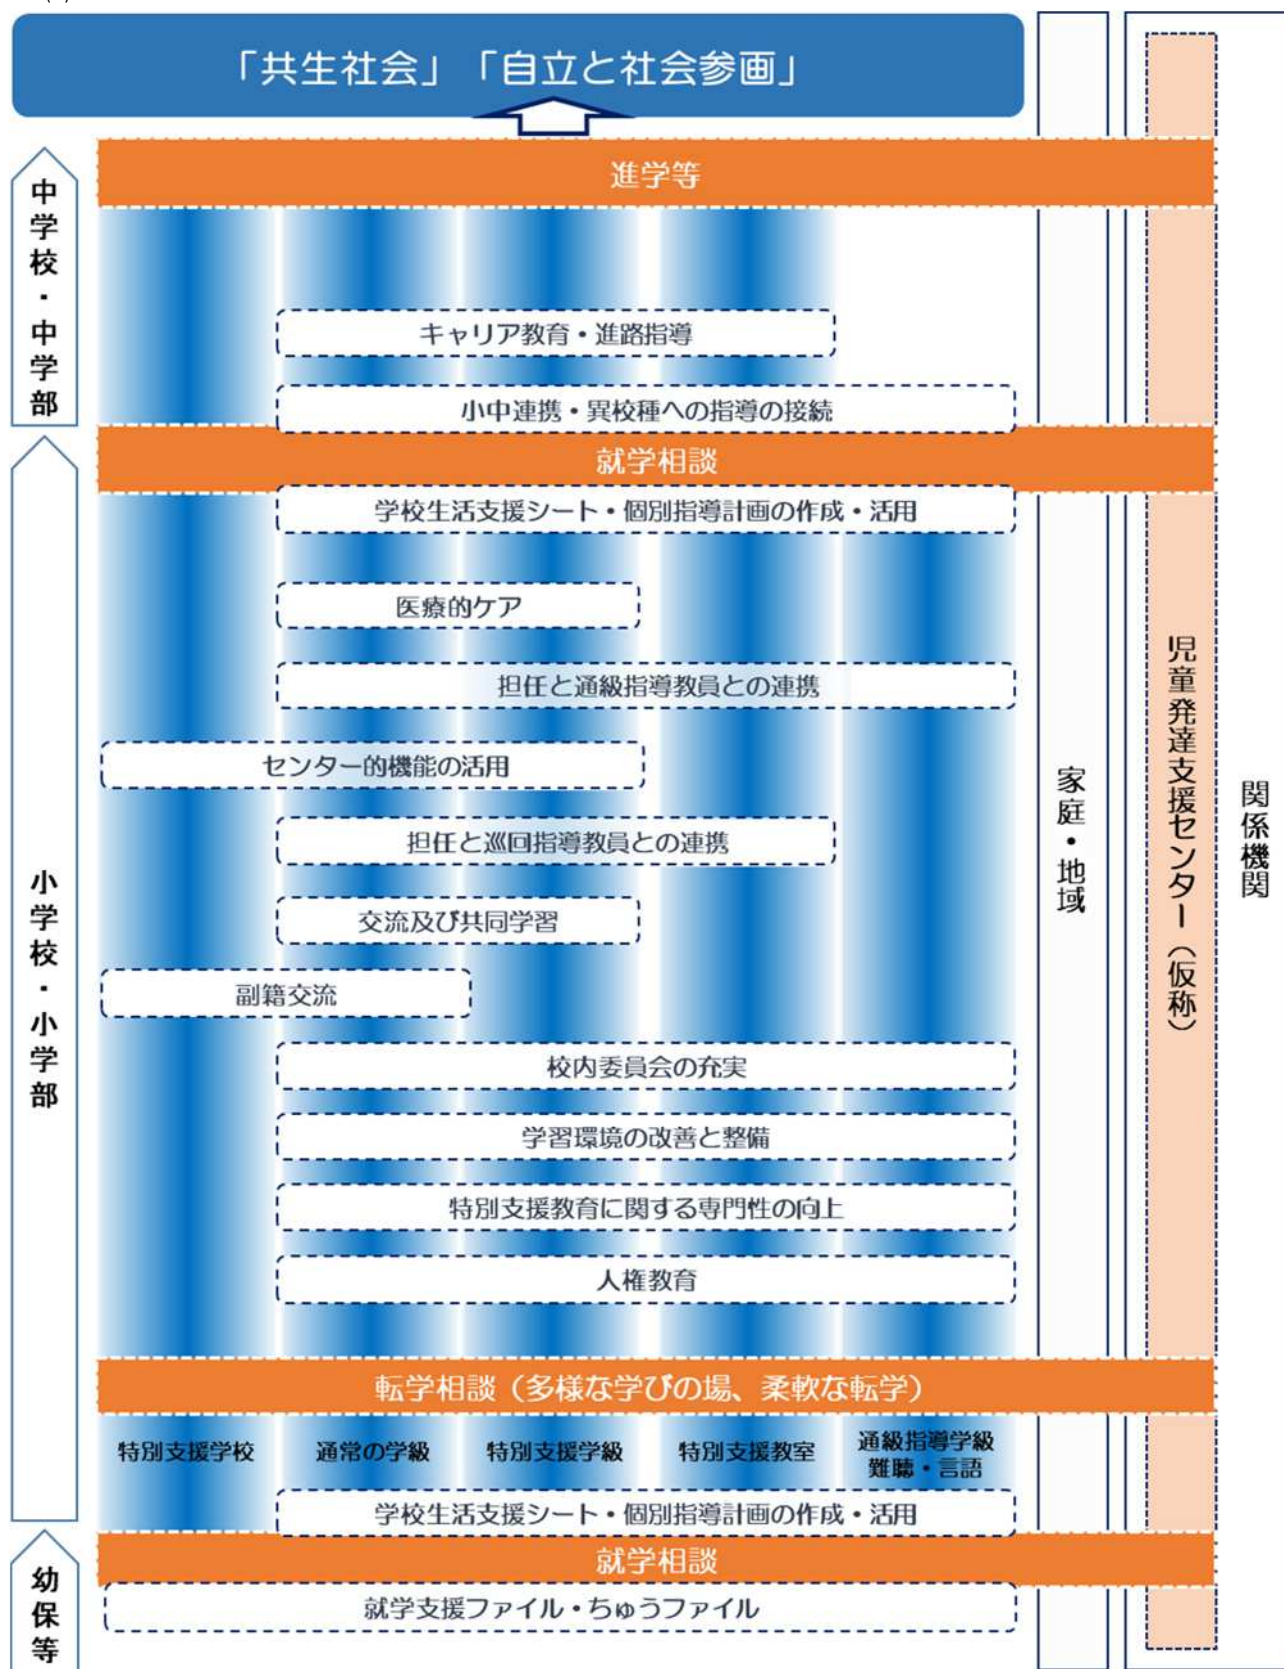 「共生社会」「自立と社会参画」
進学等
中学校・中学部
キャリア教育・進路指導
小中連携・異校種への指導の接続
就学相談
学校生活支援シート・個別指導計画の作成・活用
医療的ケア
担任と通級指導教員との連携
センター的機能の活用
担任と巡回指導教員との連携
交流及び共同学習
副籍交流
校内委員会の充実
学習環境の改善と整備
特別支援教育に関する専門性の向上
人権教育
小学校・小学部
転学相談（多様な学びの場、柔軟な転学）
特別支援学校
通常の学級
特別支援学級
特別支援教室
通級指導学級
難聴・言語
学校生活支援シート・個別指導計画の作成・活用
就学相談
就学支援ファイル・ちゅうファイル
幼保等
家庭・地域
児童発達支援センター（仮称）
関係機関